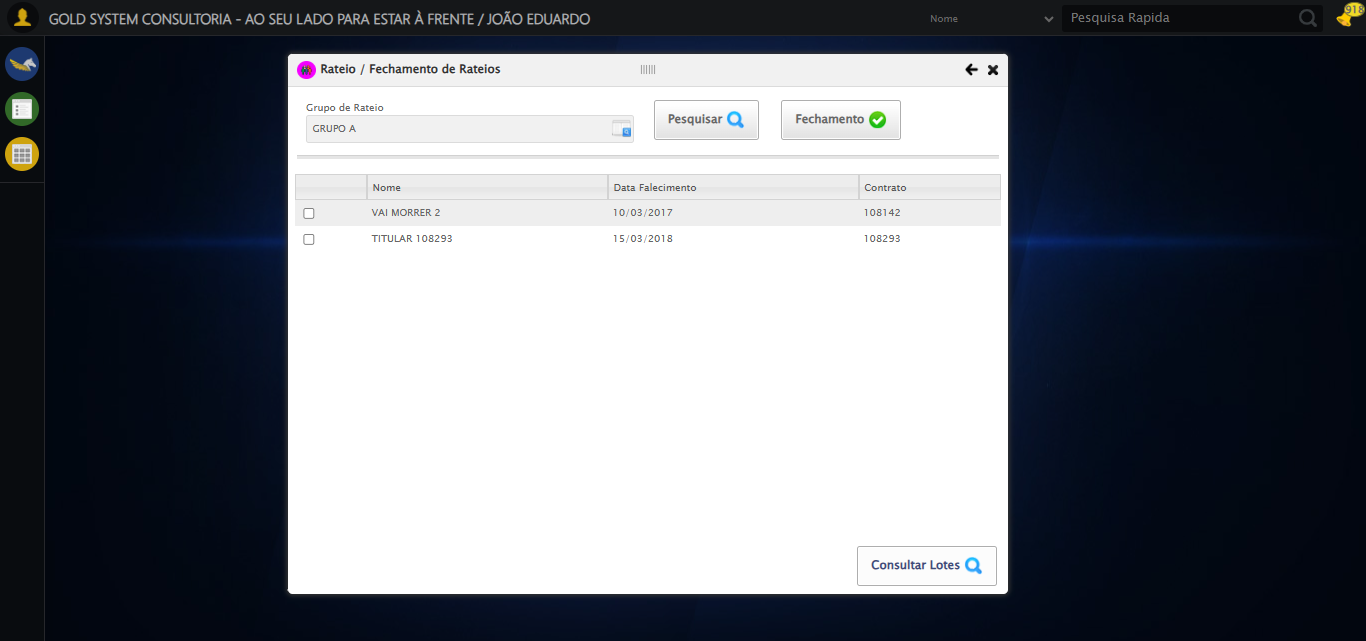 GOLD SYSTEM CONSULTORIA - AO SEU LADO PARA ESTAR À FRENTE / JOÃO EDUARDO
Nome
Pesquisa Rapida
918
Rateio / Fechamento de Rateios
Grupo de Rateio
GRUPO A
Pesquisar
Fechamento
Nome Data Falecimento Contrato
VAI MORRER 2 10/03/2017 108142
TITULAR 108293 15/03/2018 108293
Consultar Lotes